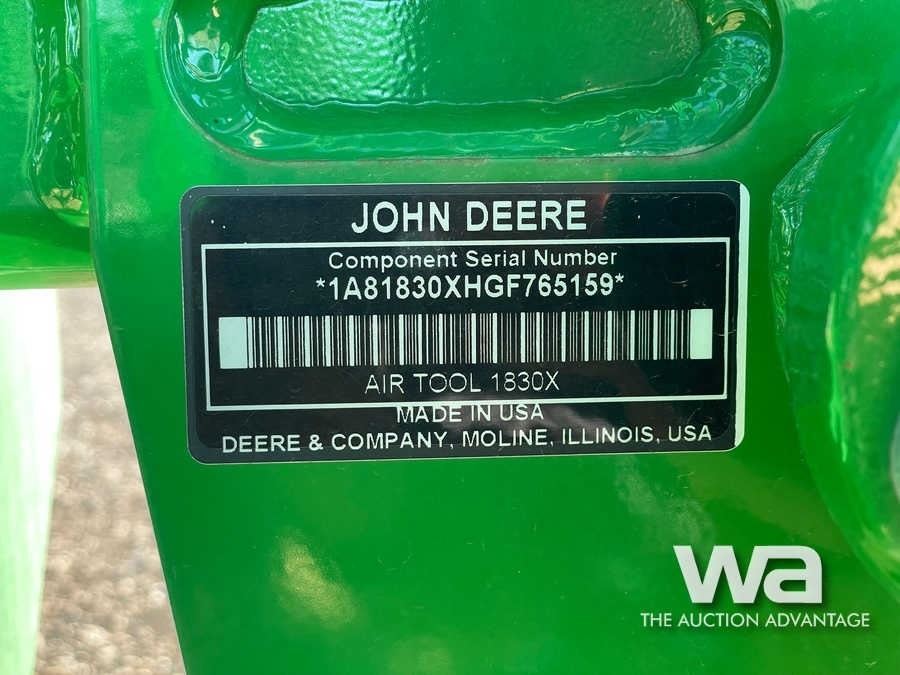 JOHN DEERE
Component Serial Number
*1A81830XHGF765159*
AIR TOOL 1830X
MADE IN USA
DEERE & COMPANY, MOLINE, ILLINOIS, USA
wa
THE AUCTION ADVANTAGE